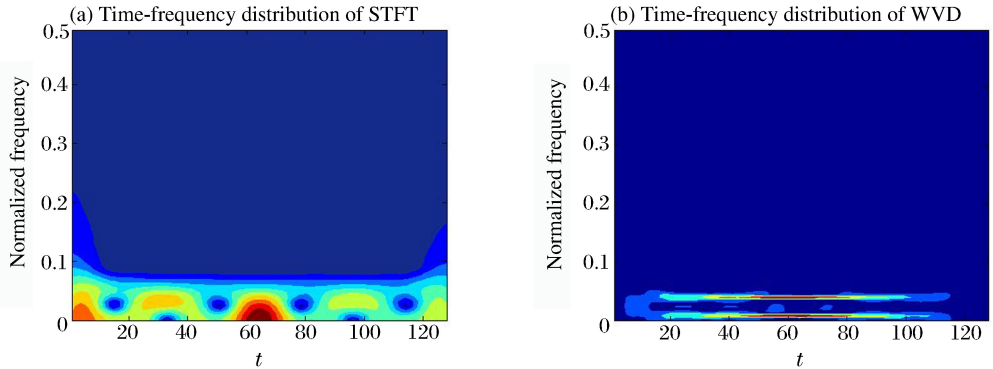 (a) Time-frequency distribution of STFT
0.5
0.4
0.3
0.2
0.1
0
Normalized frequency
20 40 60 80 100 120
t
(b) Time-frequency distribution of WVD
0.5
0.4
0.3
0.2
0.1
0
Normalized frequency
20 40 60 80 100 120
t